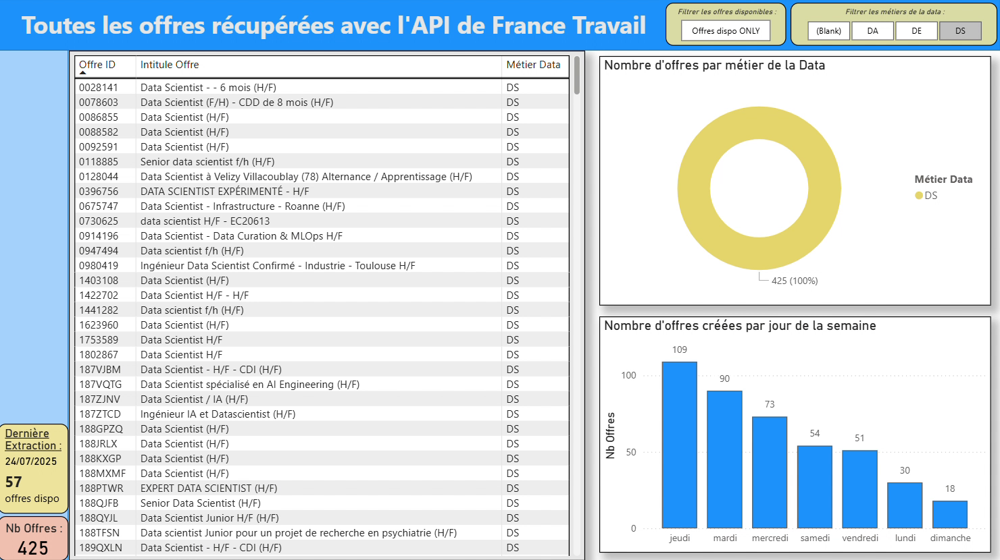 Toutes les offres récupérées avec l'API de France Travail
Filtrer les offres disponibles :
Offres dispo ONLY
Filtrer les métiers de la data :
(Blank) DA DE DS
Offre ID Intitule Offre Métier Data
0028141 Data Scientist - - 6 mois (H/F) DS
0078603 Data Scientist (F/H) - CDD de 8 mois (H/F) DS
0086855 Data Scientist (H/F) DS
0088582 Data Scientist (H/F) DS
0092591 Data Scientist (H/F) DS
0118885 Senior data scientist f/h (H/F) DS
0128044 Data Scientist à Velizy Villacoublay (78) Alternance / Apprentissage (H/F) DS
0396756 DATA SCIENTIST EXPÉRIMENTÉ - H/F DS
0675747 Data Scientist - Infrastructure - Roanne (H/F) DS
0730625 data scientist H/F - EC20613 DS
0914196 Data Scientist - Data Curation & MLOps H/F DS
0947494 Data scientist f/h (H/F) DS
0980419 Ingénieur Data Scientist Confirmé - Industrie - Toulouse H/F DS
1403108 Data Scientist (H/F) DS
1422702 Data Scientist H/F - H/F DS
1441282 Data scientist f/h (H/F) DS
1623960 Data Scientist (H/F) DS
1753589 Data Scientist H/F DS
1802867 Data Scientist H/F DS
187VJBM Data Scientist - H/F - CDI (H/F) DS
187VQTG Data Scientist spécialisé en AI Engineering (H/F) DS
187ZJNV Data Scientist / IA (H/F) DS
187ZTCD Ingénieur IA et Datascientist (H/F) DS
188GPZQ Data Scientist (H/F) DS
188JRLX Data Scientist (H/F) DS
188KXGP Data Scientist (H/F) DS
188MXMF Data Scientist (H/F) DS
188PTWR EXPERT DATA SCIENTIST (H/F) DS
188QJFB Senior Data Scientist (H/F) DS
188QYJL Data Scientist Junior H/F (H/F) DS
188TFSN Data scientist Junior pour un projet de recherche en psychiatrie (H/F) DS
189QXLN Data Scientist - H/F - CDI (H/F) DS
Dernière
Extraction :
24/07/2025
57
offres dispo
Nb Offres :
425
Nombre d'offres par métier de la Data
Métier Data
DS
425 (100%)
Nombre d'offres créées par jour de la semaine
Nb Offres
100
50
0
109
90
73
54
51
30
18
jeudi mardi mercredi samedi vendredi lundi dimanche